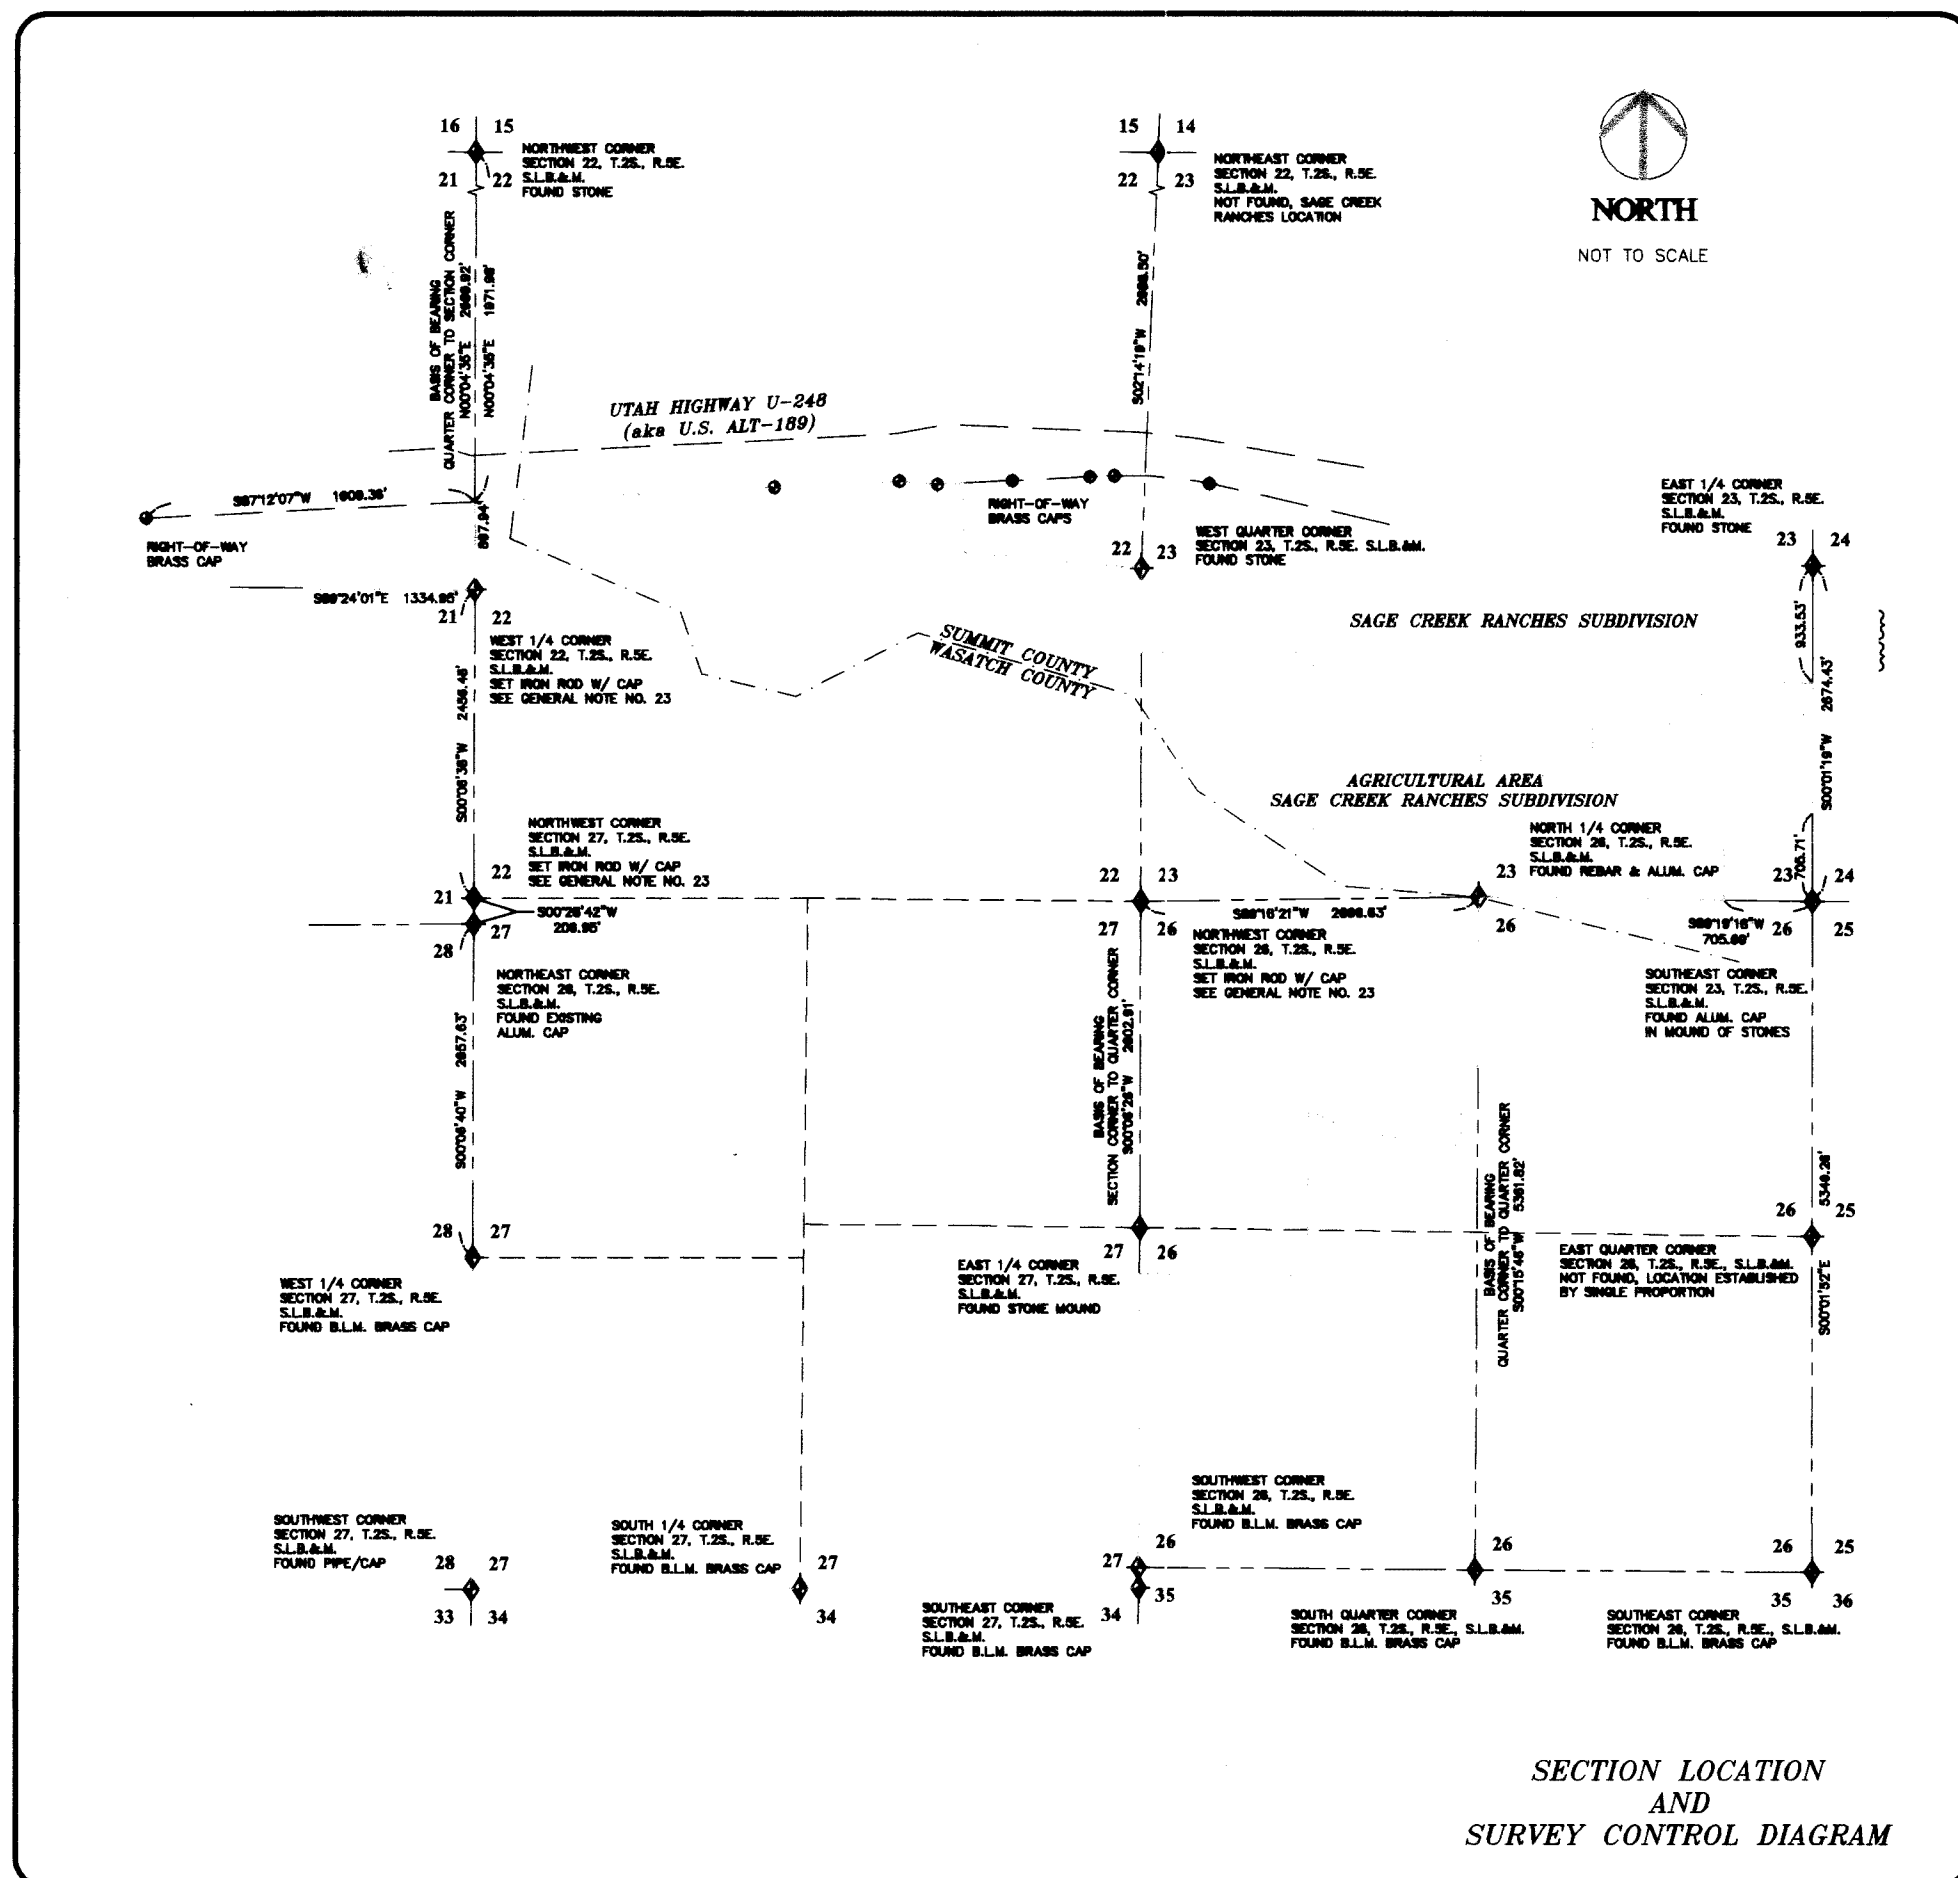 16 15
21 22
NORTHWEST CORNER
SECTION 22, T.2S., R.5E.
S.L.B.&M.
FOUND STONE
15 14
22 23
NORTHEAST CORNER
SECTION 22, T.2S., R.5E.
S.L.B.&M.
NOT FOUND, SAGE CREEK
RANCHES LOCATION
NORTH
NOT TO SCALE
BASIS OF BEARING
QUARTER CORNER TO SECTION CORNER
N00°04'35"E
N00°04'35"E 1971.98'
S02°14'19"W
UTAH HIGHWAY U-248
(aka U.S. ALT-189)
S87°12'07"W 1609.36'
RIGHT-OF-WAY
BRASS CAP
697.94'
RIGHT-OF-WAY
BRASS CAPS
22 23
WEST QUARTER CORNER
SECTION 23, T.2S., R.5E. S.L.B.&M.
FOUND STONE
EAST 1/4 CORNER
SECTION 23, T.2S., R.5E.
S.L.B.&M.
FOUND STONE
23 24
S89°24'01"E 1334.95'
21 22
WEST 1/4 CORNER
SECTION 22, T.2S., R.5E.
S.L.B.&M.
SET IRON ROD W/ CAP
SEE GENERAL NOTE NO. 23
SUMMIT COUNTY
WASATCH COUNTY
SAGE CREEK RANCHES SUBDIVISION
933.53'
S00°01'19"W 2674.43'
S00°06'38"W
AGRICULTURAL AREA
SAGE CREEK RANCHES SUBDIVISION
NORTHWEST CORNER
SECTION 27, T.2S., R.5E.
S.L.B.&M.
SET IRON ROD W/ CAP
SEE GENERAL NOTE NO. 23
22
21
NORTH 1/4 CORNER
SECTION 26, T.2S., R.5E.
S.L.B.&M.
FOUND REBAR & ALUM. CAP
705.71'
22 23
23
23 24
S00°26'42"W
206.95'
27
28
27 26
S89°16'21"W
26
S89°19'16"W
705.69'
26 25
NORTHWEST CORNER
SECTION 26, T.2S., R.5E.
S.L.B.&M.
SET IRON ROD W/ CAP
SEE GENERAL NOTE NO. 23
NORTHEAST CORNER
SECTION 28, T.2S., R.5E.
S.L.B.&M.
FOUND EXISTING
ALUM. CAP
SOUTHEAST CORNER
SECTION 23, T.2S., R.5E.
S.L.B.&M.
FOUND ALUM. CAP
IN MOUND OF STONES
S00°06'40"W 2657.63'
BASIS OF BEARING
SECTION CORNER TO QUARTER CORNER
S00°06'26"W 2602.91'
BASIS OF BEARING
QUARTER CORNER TO QUARTER CORNER
S00°15'46"W 5361.82'
28 27
WEST 1/4 CORNER
SECTION 27, T.2S., R.5E.
S.L.B.&M.
FOUND B.L.M. BRASS CAP
27 26
EAST 1/4 CORNER
SECTION 27, T.2S., R.5E.
S.L.B.&M.
FOUND STONE MOUND
26 25
EAST QUARTER CORNER
SECTION 26, T.2S., R.5E., S.L.B.&M.
NOT FOUND, LOCATION ESTABLISHED
BY SINGLE PROPORTION
S00°01'52"E
SOUTHWEST CORNER
SECTION 27, T.2S., R.5E.
S.L.B.&M.
FOUND PIPE/CAP
28 27
33 34
SOUTH 1/4 CORNER
SECTION 27, T.2S., R.5E.
S.L.B.&M.
FOUND B.L.M. BRASS CAP
27
34
SOUTHWEST CORNER
SECTION 26, T.2S., R.5E.
S.L.B.&M.
FOUND B.L.M. BRASS CAP
26
27
35
34
SOUTHEAST CORNER
SECTION 27, T.2S., R.5E.
S.L.B.&M.
FOUND B.L.M. BRASS CAP
26
35
SOUTH QUARTER CORNER
SECTION 26, T.2S., R.5E., S.L.B.&M.
FOUND B.L.M. BRASS CAP
26 25
35 36
SOUTHEAST CORNER
SECTION 26, T.2S., R.5E., S.L.B.&M.
FOUND B.L.M. BRASS CAP
SECTION LOCATION
AND
SURVEY CONTROL DIAGRAM